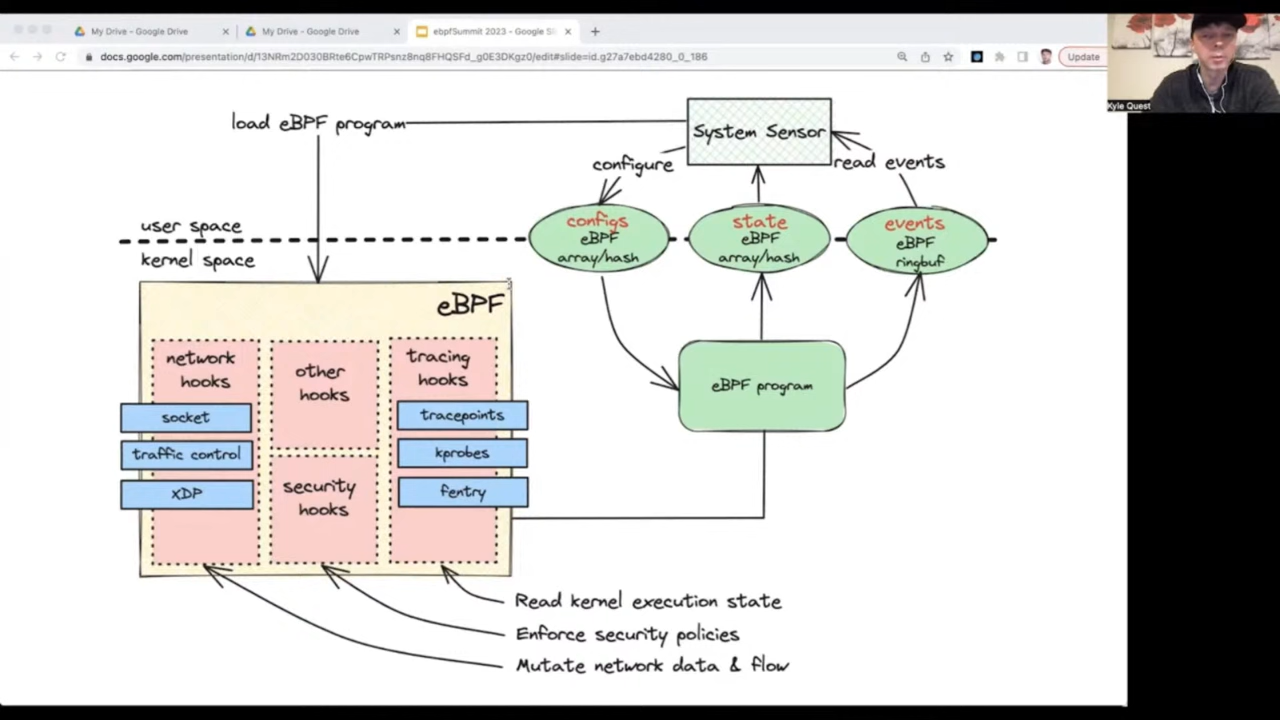 My Drive - Google Drive
My Drive - Google Drive
ebpfSummit 2023 - Google Sl
docs.google.com/presentation/d/13NRm2D030BRte6CpwTRPsnz8nq8FHQSFd_g0E3DKgz0/edit#slide=id.g27a7ebd4280_0_186
Update
Kyle Quest
load eBPF program
System Sensor
configure
read events
user space
kernel space
configs
eBPF
array/hash
state
eBPF
array/hash
events
eBPF
ringbuf
eBPF
network
hooks
other
hooks
tracing
hooks
socket
traffic control
XDP
security
hooks
tracepoints
kprobes
fentry
eBPF program
Read kernel execution state
Enforce security policies
Mutate network data & flow